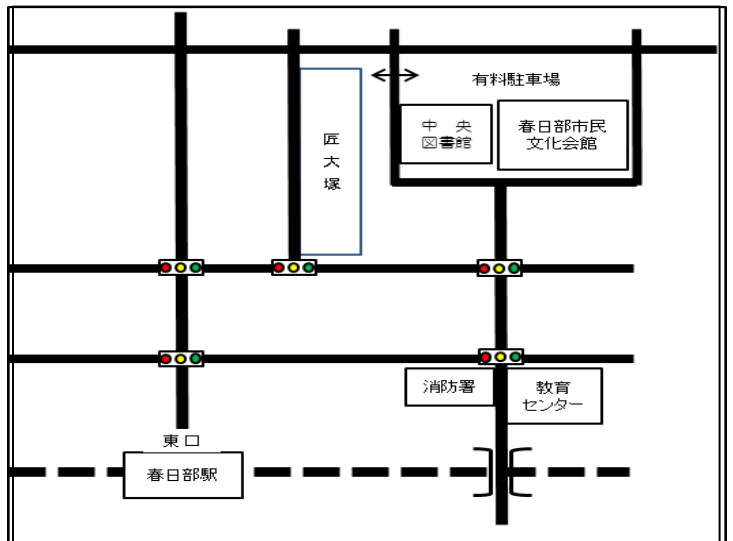 有料駐車場
中　央
図書館
春日部市民
文化会館
匠大塚
消防署
教育
センター
東口
春日部駅